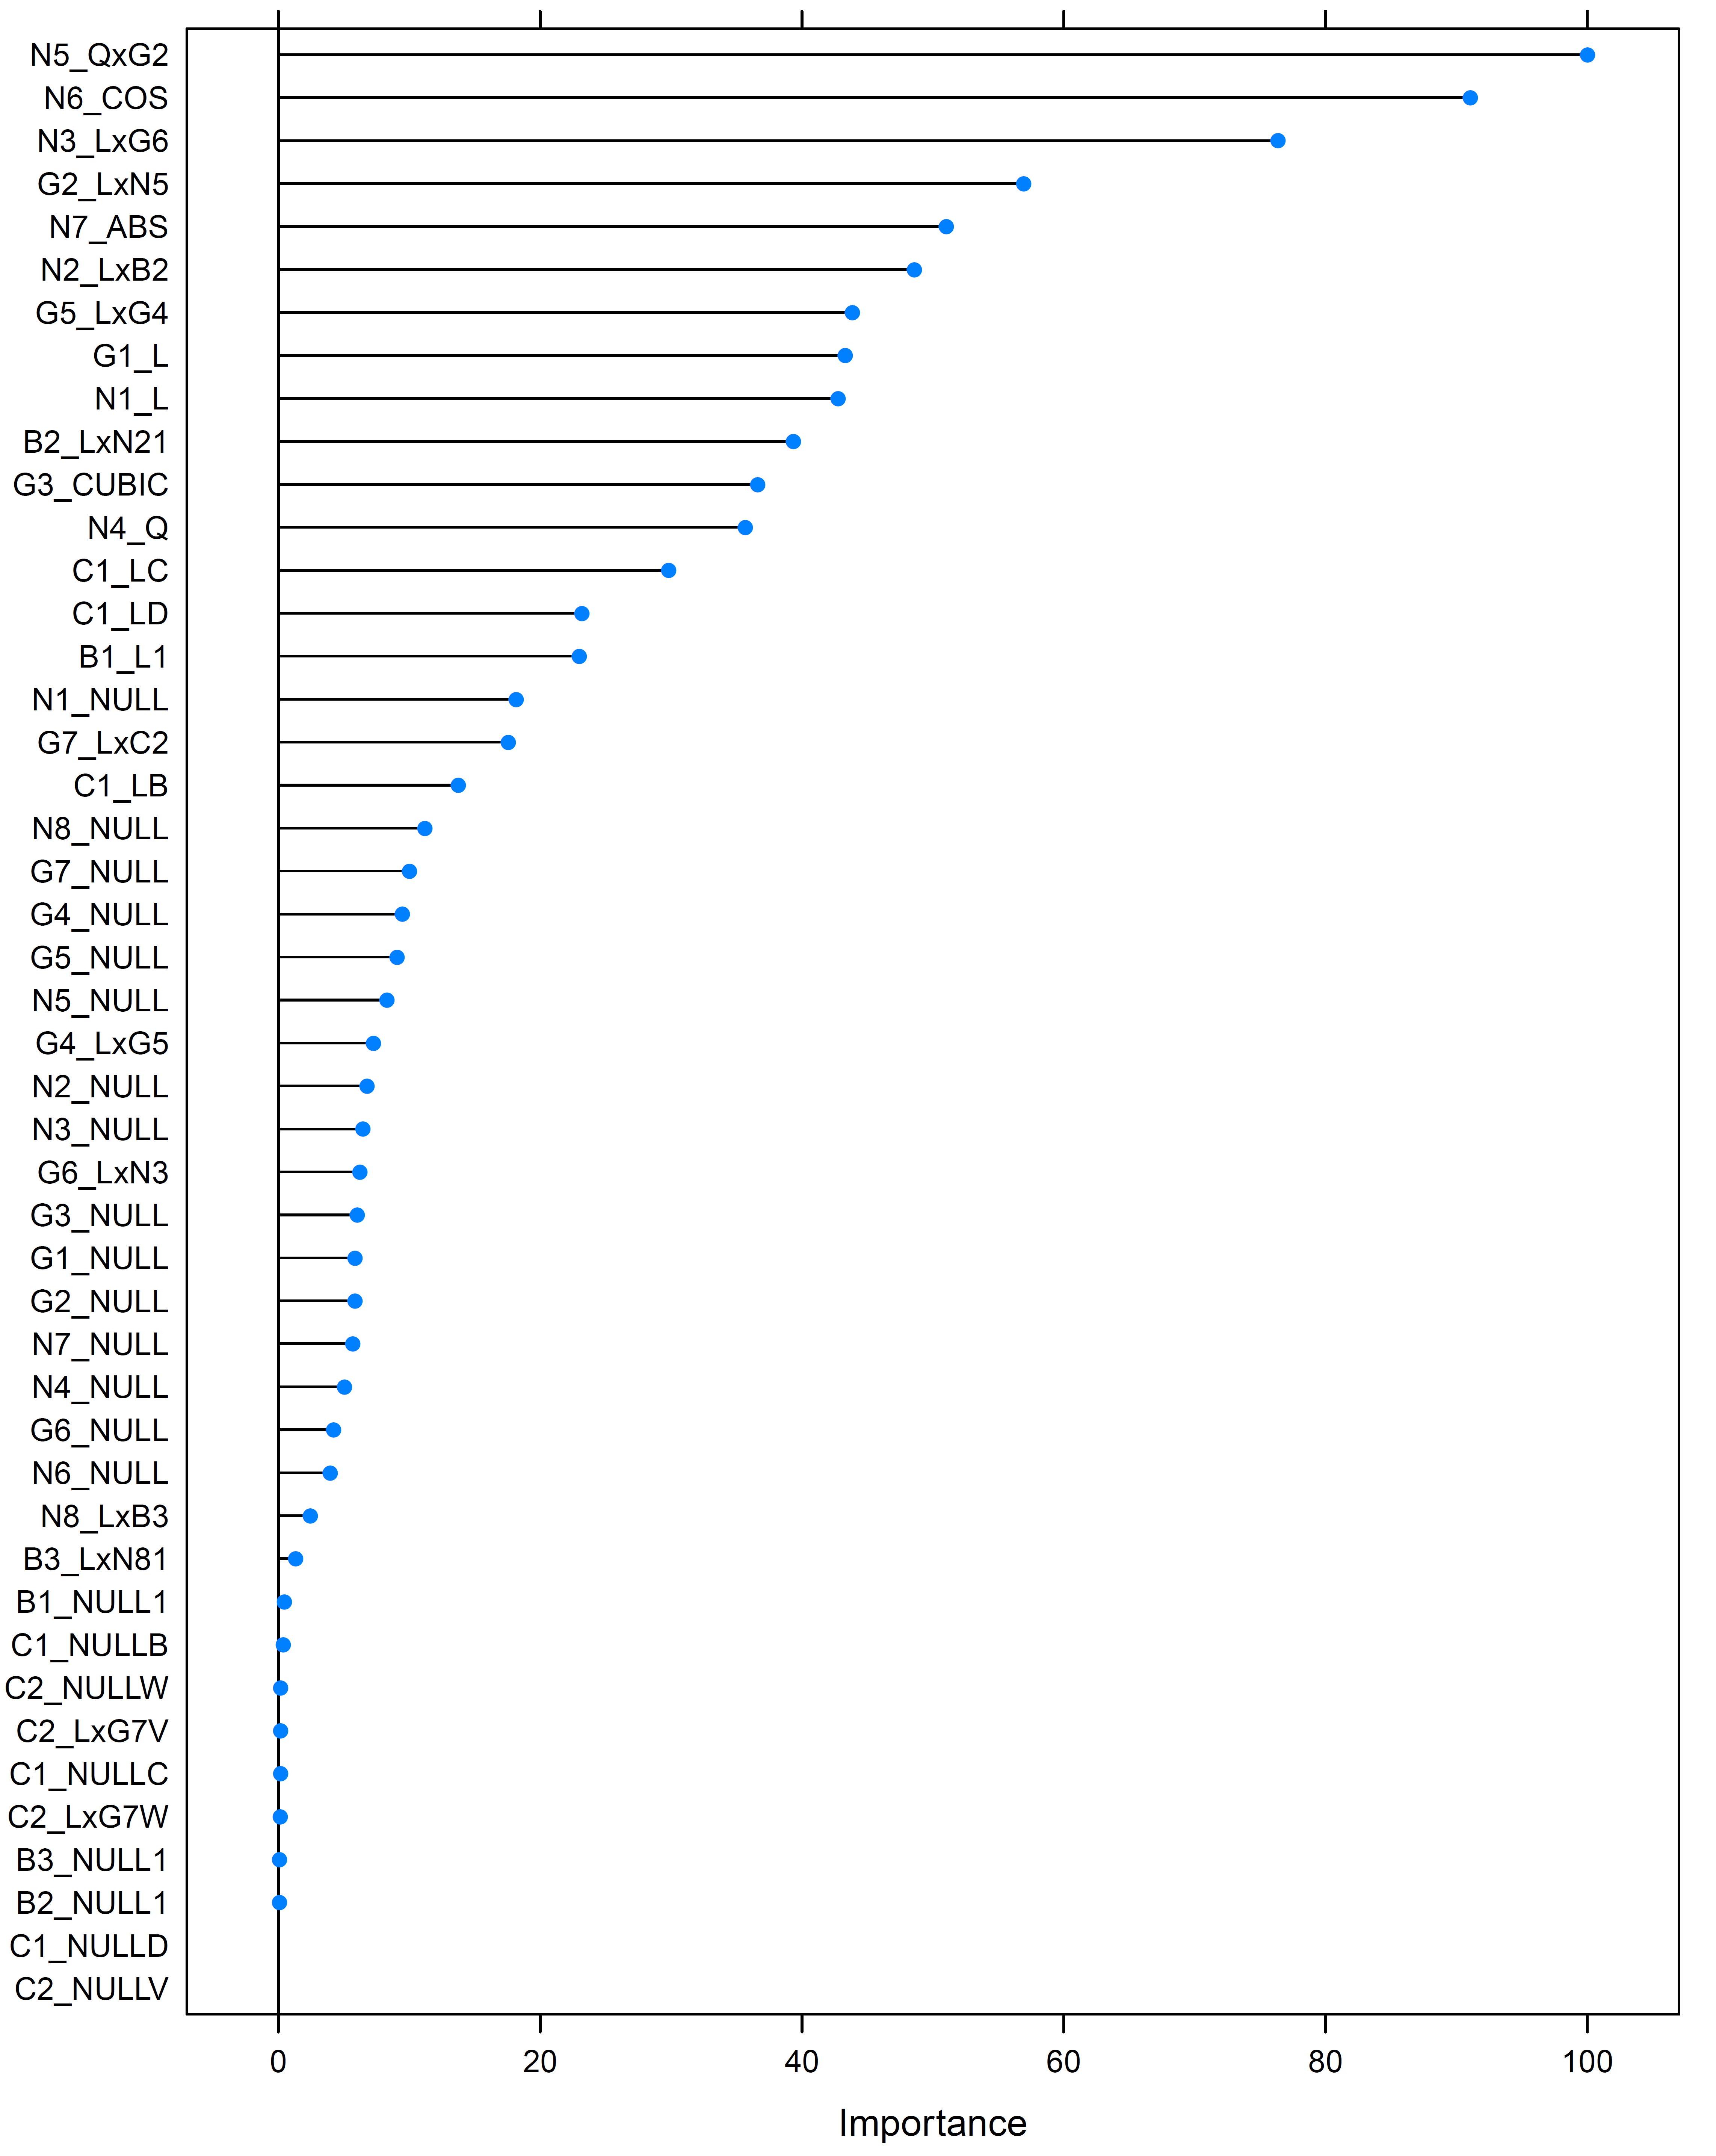 N5_QxG2
N6_COS
N3_LxG6
G2_LxN5
N7_ABS
N2_LxB2
G5_LxG4
G1_L
N1_L
B2_LxN21
G3_CUBIC
N4_Q
C1_LC
C1_LD
B1_L1
N1_NULL
G7_LxC2
C1_LB
N8_NULL
G7_NULL
G4_NULL
G5_NULL
N5_NULL
G4_LxG5
N2_NULL
N3_NULL
G6_LxN3
G3_NULL
G1_NULL
G2_NULL
N7_NULL
N4_NULL
G6_NULL
N6_NULL
N8_LxB3
B3_LxN81
B1_NULL1
C1_NULLB
C2_NULLW
C2_LxG7V
C1_NULLC
C2_LxG7W
B3_NULL1
B2_NULL1
C1_NULLD
C2_NULLV
0 20 40 60 80 100
Importance